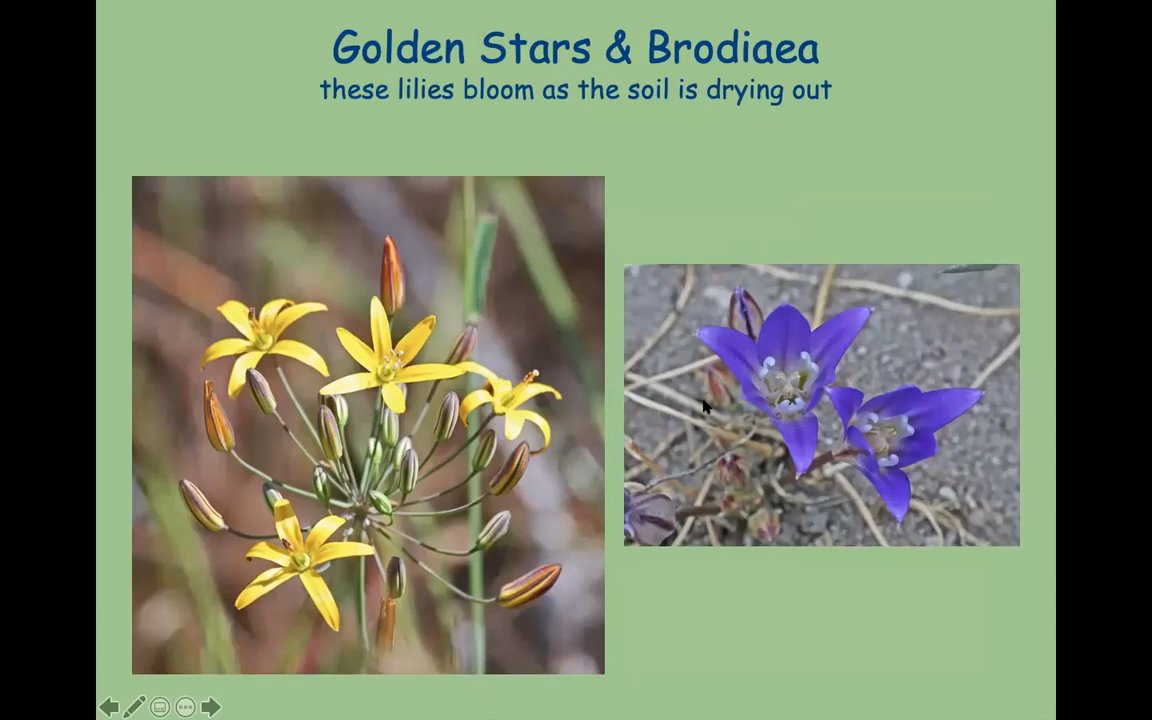 Golden Stars & Brodiaea
these lilies bloom as the soil is drying out